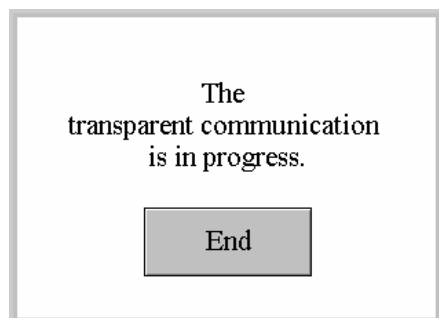 The
transparent communication
is in progress.
End